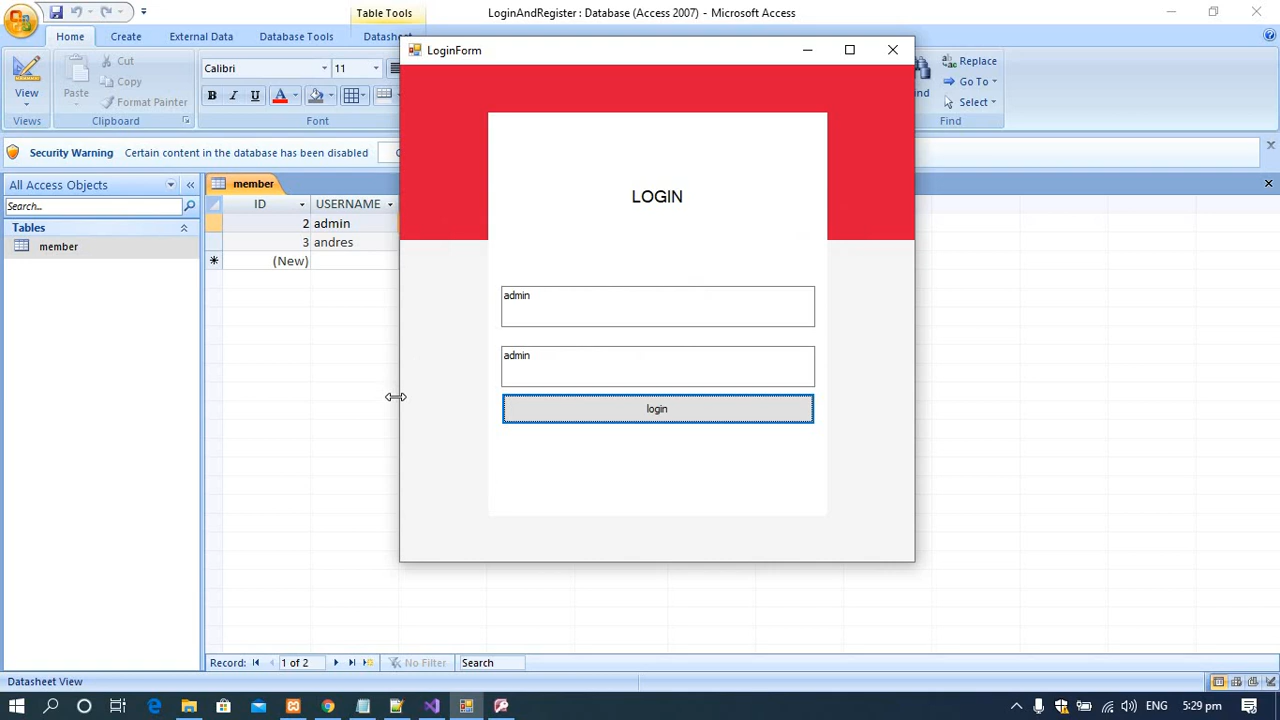 LoginAndRegister : Database (Access 2007) - Microsoft Access
Table Tools
Home
Create
External Data
Database Tools
Datasheet
View
Views
Paste
Cut
Copy
Format Painter
Clipboard
Calibri
11
B I U A
Font
Replace
Go To
Select
Find
Security Warning
Certain content in the database has been disabled
All Access Objects
Search...
Tables
member
member
ID
USERNAME
2
admin
3
andres
(New)
LoginForm
LOGIN
admin
admin
login
Record:
1 of 2
No Filter
Search
Datasheet View
ENG
5:29 pm